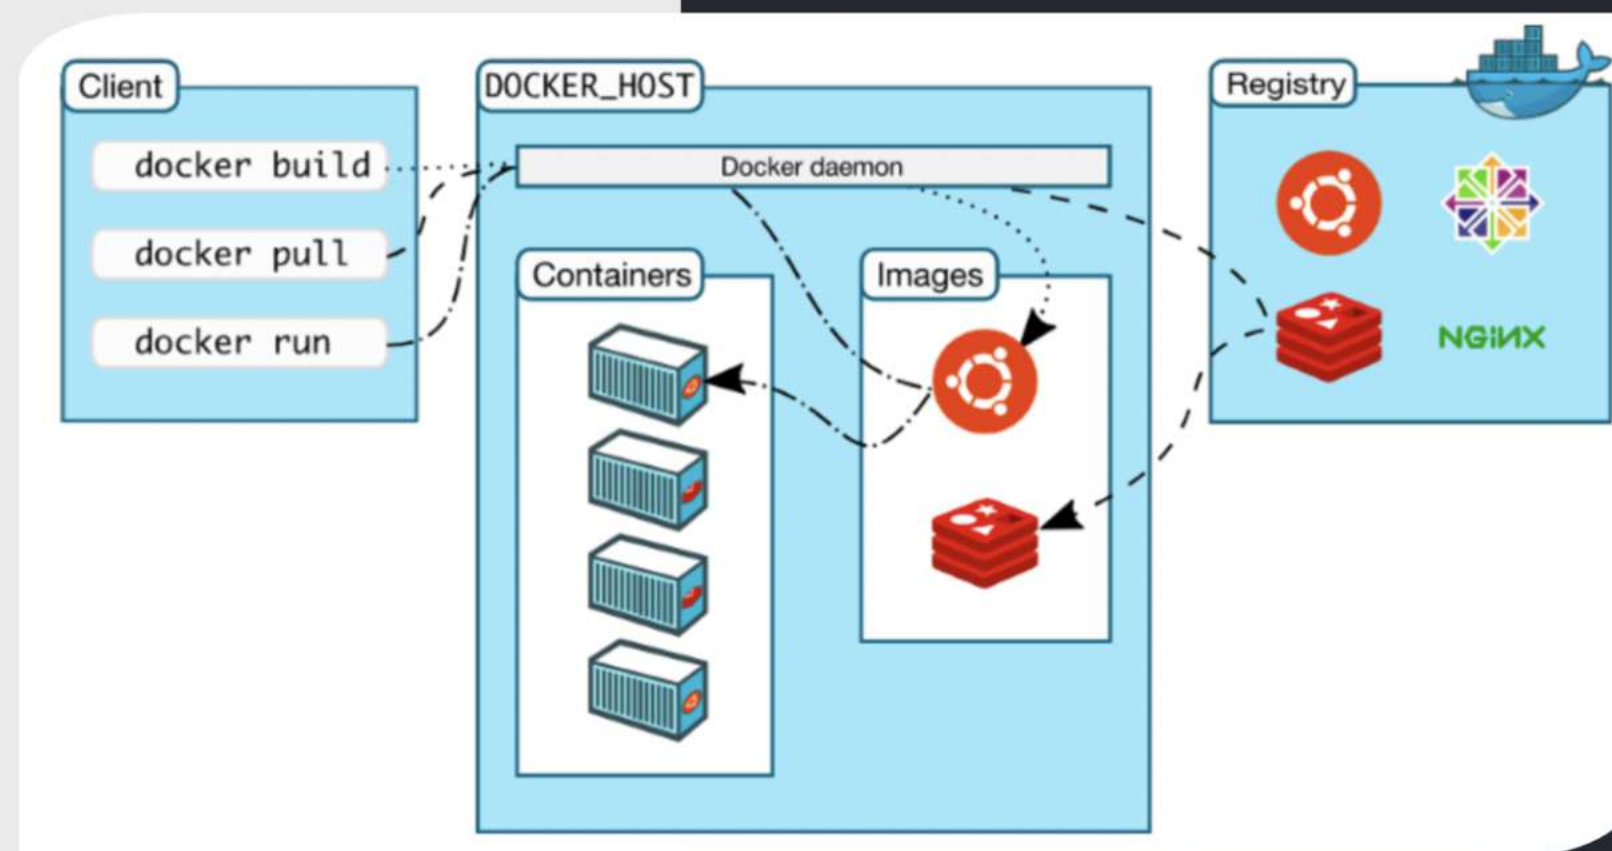 Client
docker build
docker pull
docker run
DOCKER_HOST
Docker daemon
Containers
Images
Registry
NGiNX